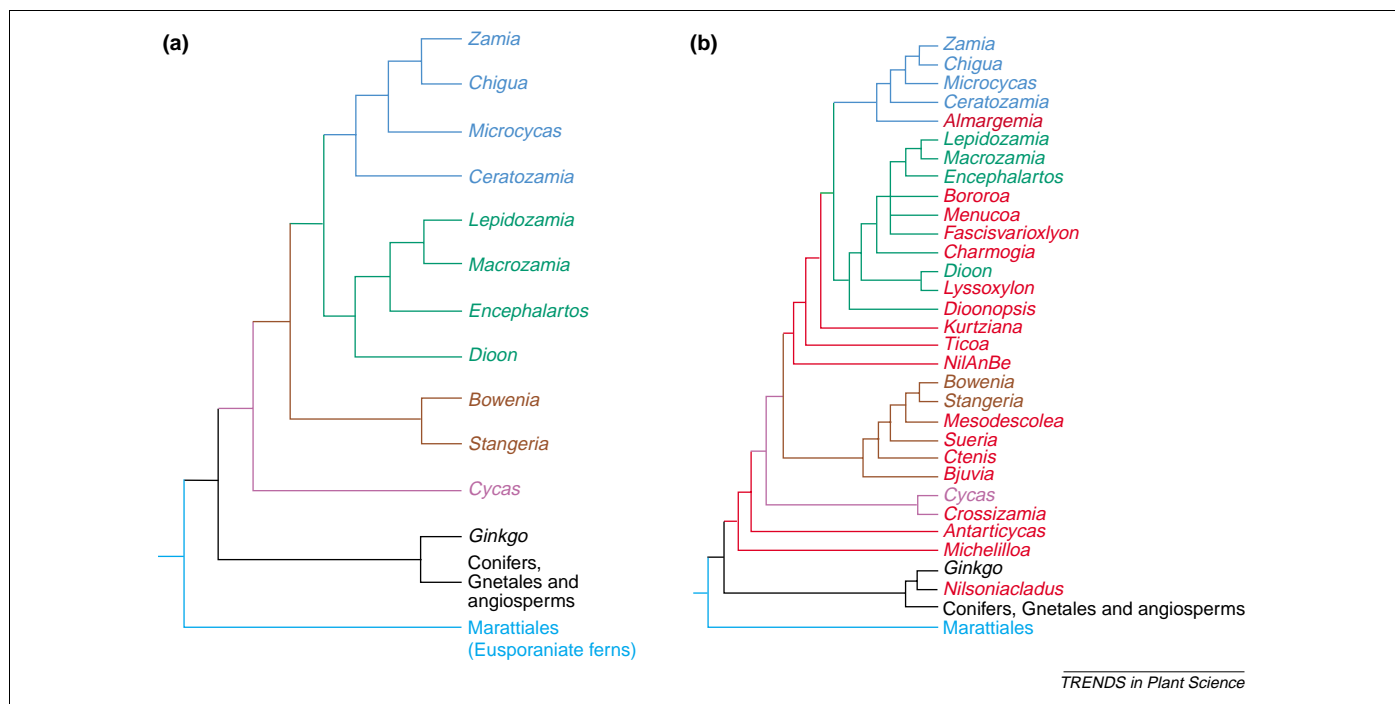 (a)
Zamia
Chigua
Microcycas
Ceratozamia
Lepidozamia
Macrozamia
Encephalartos
Dioon
Bowenia
Stangeria
Cycas
Ginkgo
Conifers,
Gnetales and
angiosperms
Marattiales
(Eusporaniate ferns)
(b)
Zamia
Chigua
Microcycas
Ceratozamia
Almargemia
Lepidozamia
Macrozamia
Encephalartos
Bororoa
Menucoa
Fascisvarioxlyon
Charmogia
Dioon
Lyssoxylon
Dioonopsis
Kurtziana
Ticoa
NilAnBe
Bowenia
Stangeria
Mesodescolea
Sueria
Ctenis
Bjuvia
Cycas
Crossizamia
Antarticycas
Michelilloa
Ginkgo
Nilsoniacladus
Conifers, Gnetales and angiosperms
Marattiales
TRENDS in Plant Science